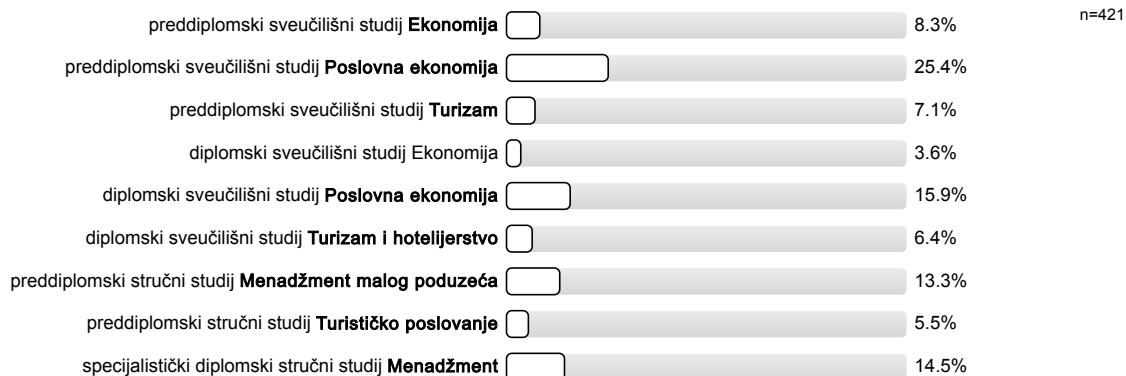 n=421
preddiplomski sveučilišni studij Ekonomija 8.3%
preddiplomski sveučilišni studij Poslovna ekonomija 25.4%
preddiplomski sveučilišni studij Turizam 7.1%
diplomski sveučilišni studij Ekonomija 3.6%
diplomski sveučilišni studij Poslovna ekonomija 15.9%
diplomski sveučilišni studij Turizam i hotelijerstvo 6.4%
preddiplomski stručni studij Menadžment malog poduzeća 13.3%
preddiplomski stručni studij Turističko poslovanje 5.5%
specijalistički diplomski stručni studij Menadžment 14.5%